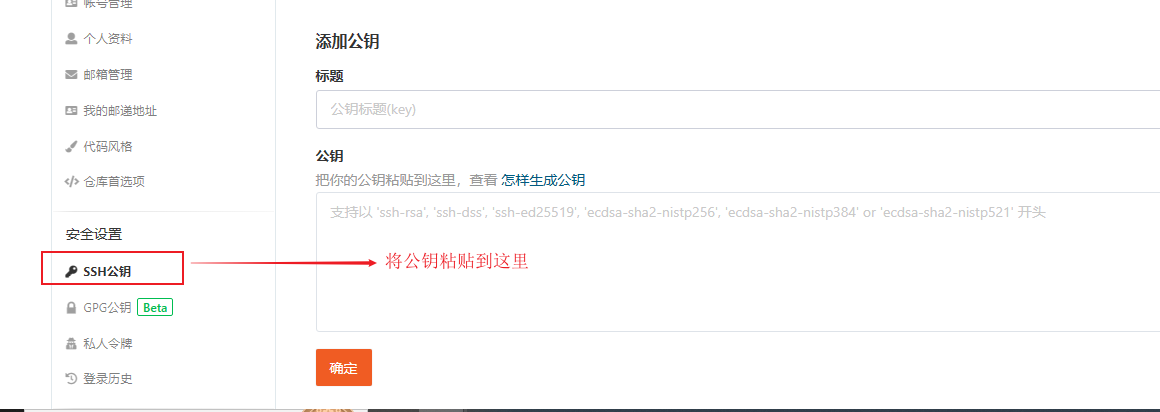 帐号管理
个人资料
邮箱管理
我的邮递地址
代码风格
仓库首选项
安全设置
SSH公钥
GPG公钥 Beta
私人令牌
登录历史
添加公钥
标题
公钥标题(key)
公钥
把你的公钥粘贴到这里，查看 怎样生成公钥
支持以 'ssh-rsa', 'ssh-dss', 'ssh-ed25519', 'ecdsa-sha2-nistp256', 'ecdsa-sha2-nistp384' or 'ecdsa-sha2-nistp521' 开头
将公钥粘贴到这里
确定